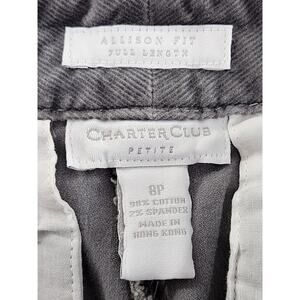 ALLISON FIT
FULL LENGTH
CHARTER CLUB
PETITE
8P
98% COTTON
2% SPANDEX
MADE IN
HONG KONG